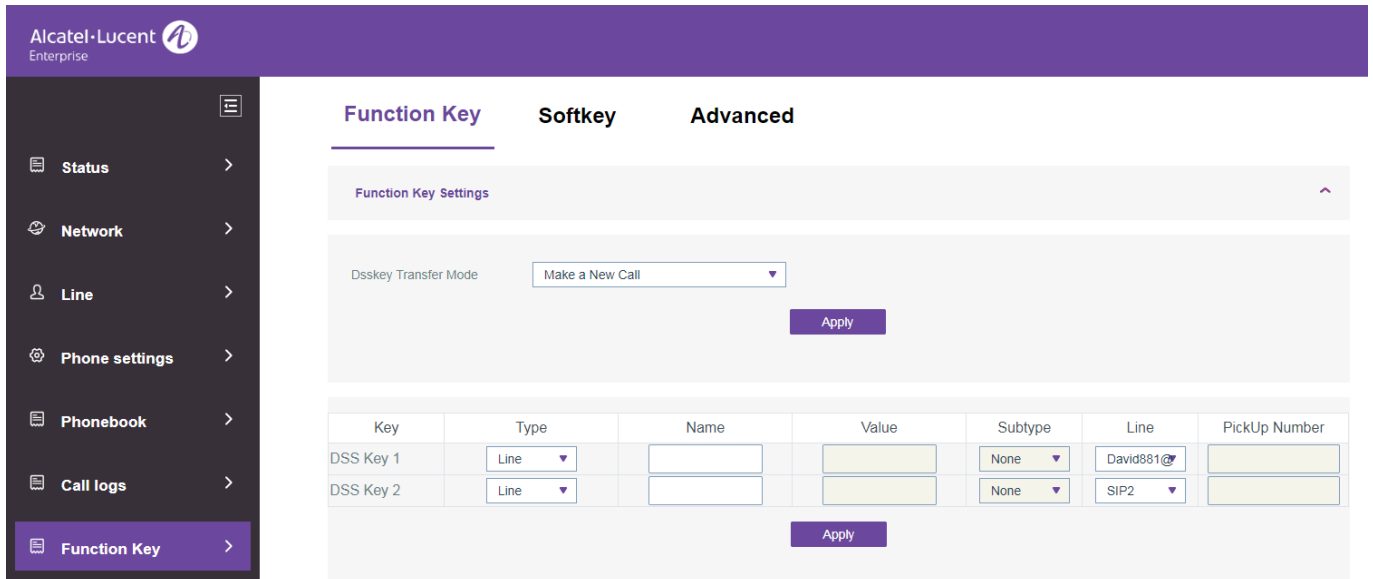 Alcatel·Lucent
Enterprise
Function Key Softkey Advanced
Status
Function Key Settings
Network
Dsskey Transfer Mode Make a New Call
Line
Apply
Phone settings
Phonebook
Key Type Name Value Subtype Line PickUp Number
DSS Key 1 Line None David881@
Call logs
DSS Key 2 Line None SIP2
Apply
Function Key